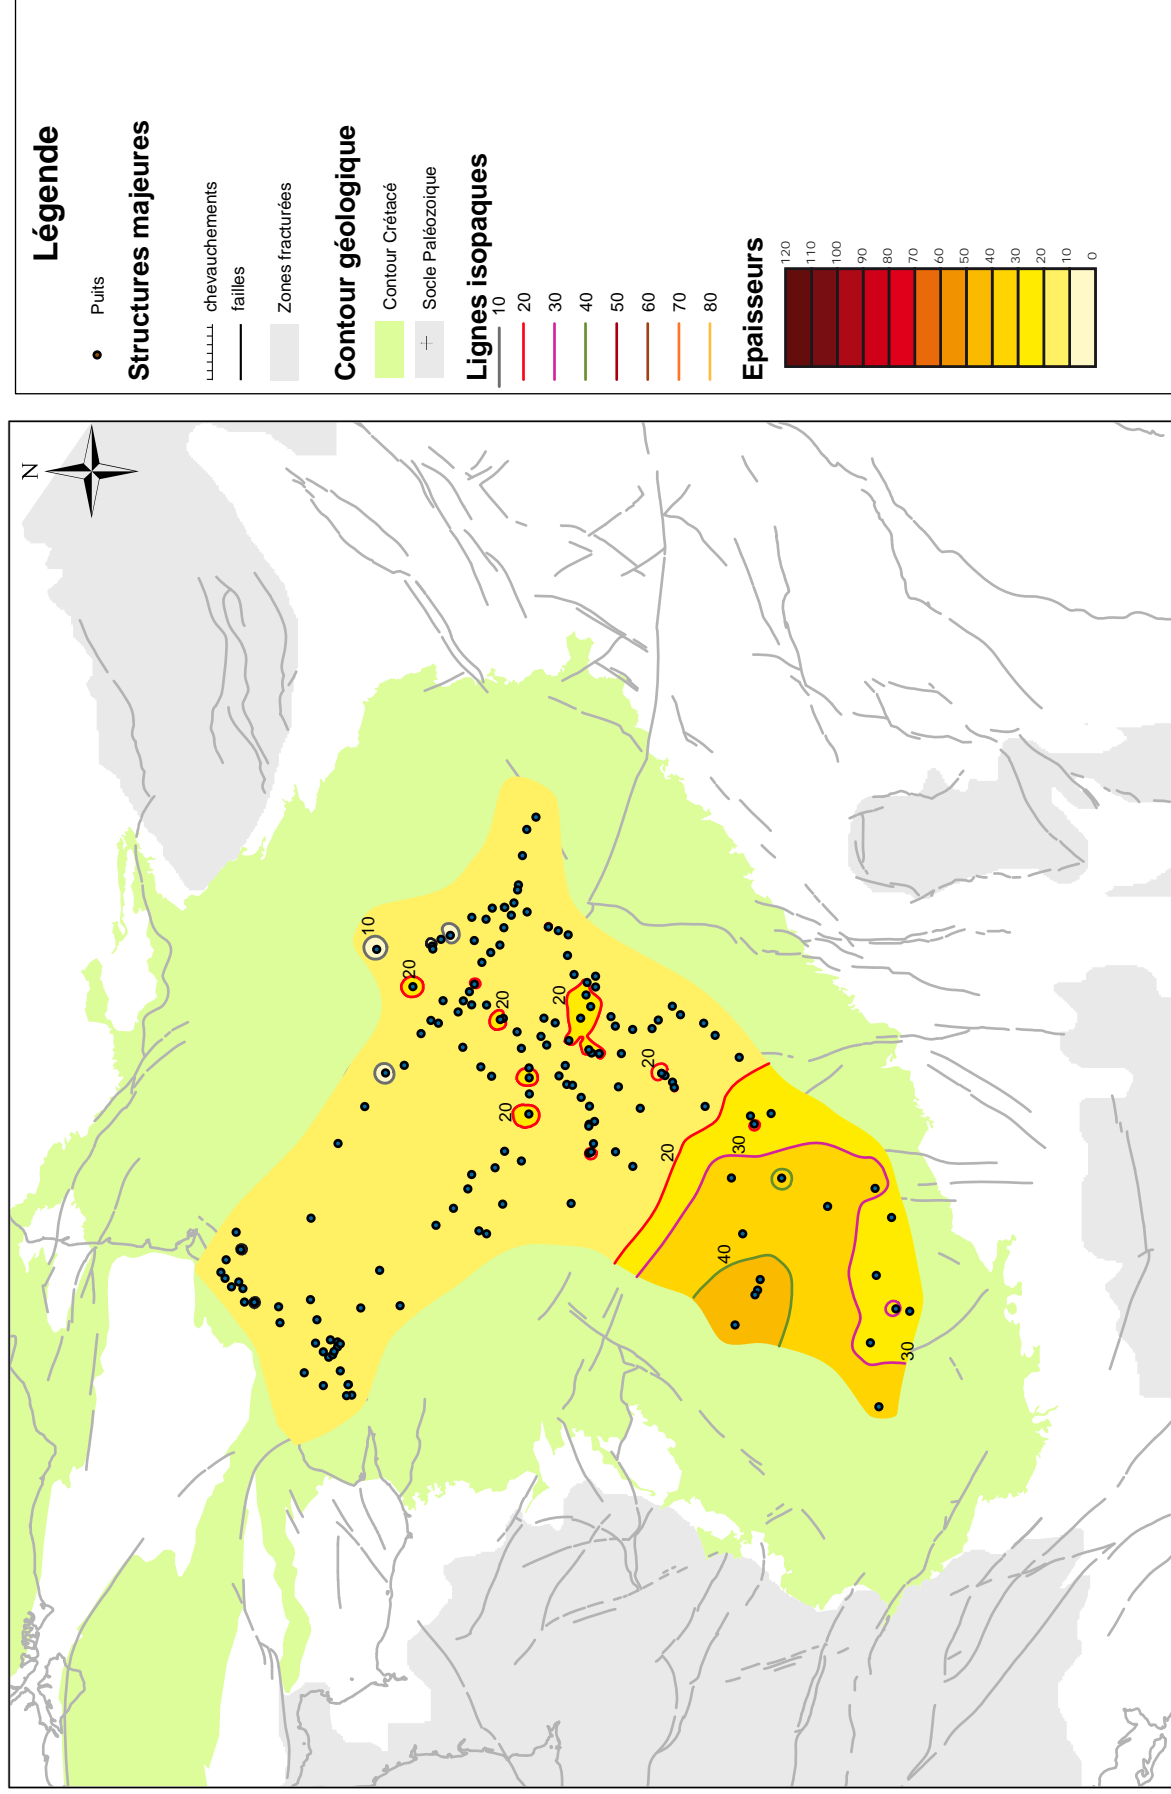 Légende
Puits
Structures majeures
chevauchements
failles
Zones fracturées
Contour géologique
Contour Crétacé
Socle Paléozoique
Lignes isopaques
10
20
30
40
50
60
70
80
Epaisseurs
120
110
100
90
80
70
60
50
40
30
20
10
0
N
10
20
20
20
20
20
20
30
40
30